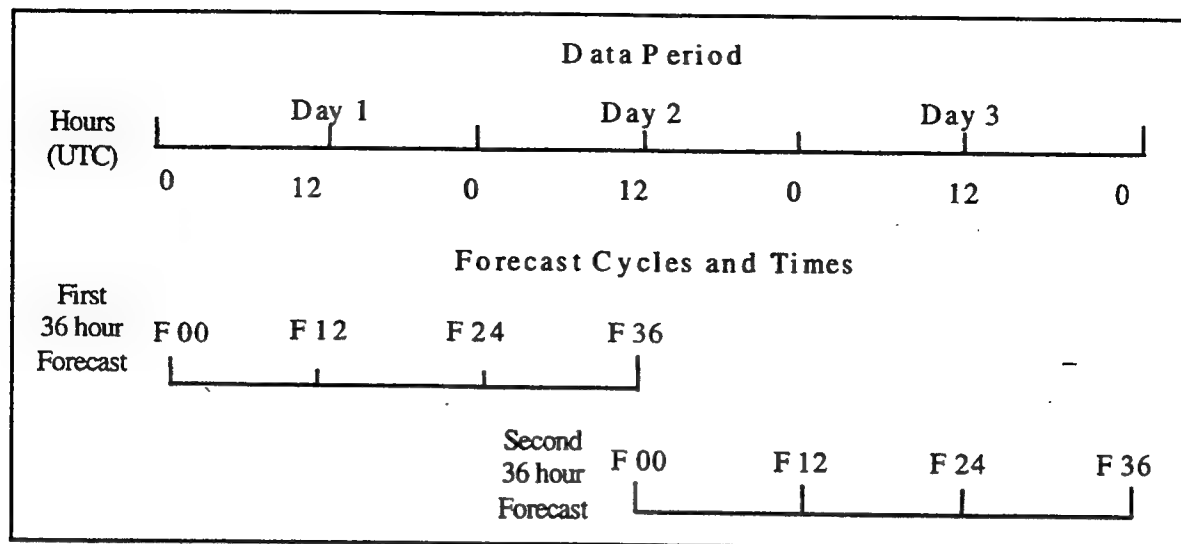 Data Period
Day 1 Day 2 Day 3
Hours
(UTC)
0 12 0 12 0 12 0
Forecast Cycles and Times
First
36 hour
Forecast
F 00 F 12 F 24 F 36
Second
36 hour
Forecast
F 00 F 12 F 24 F 36